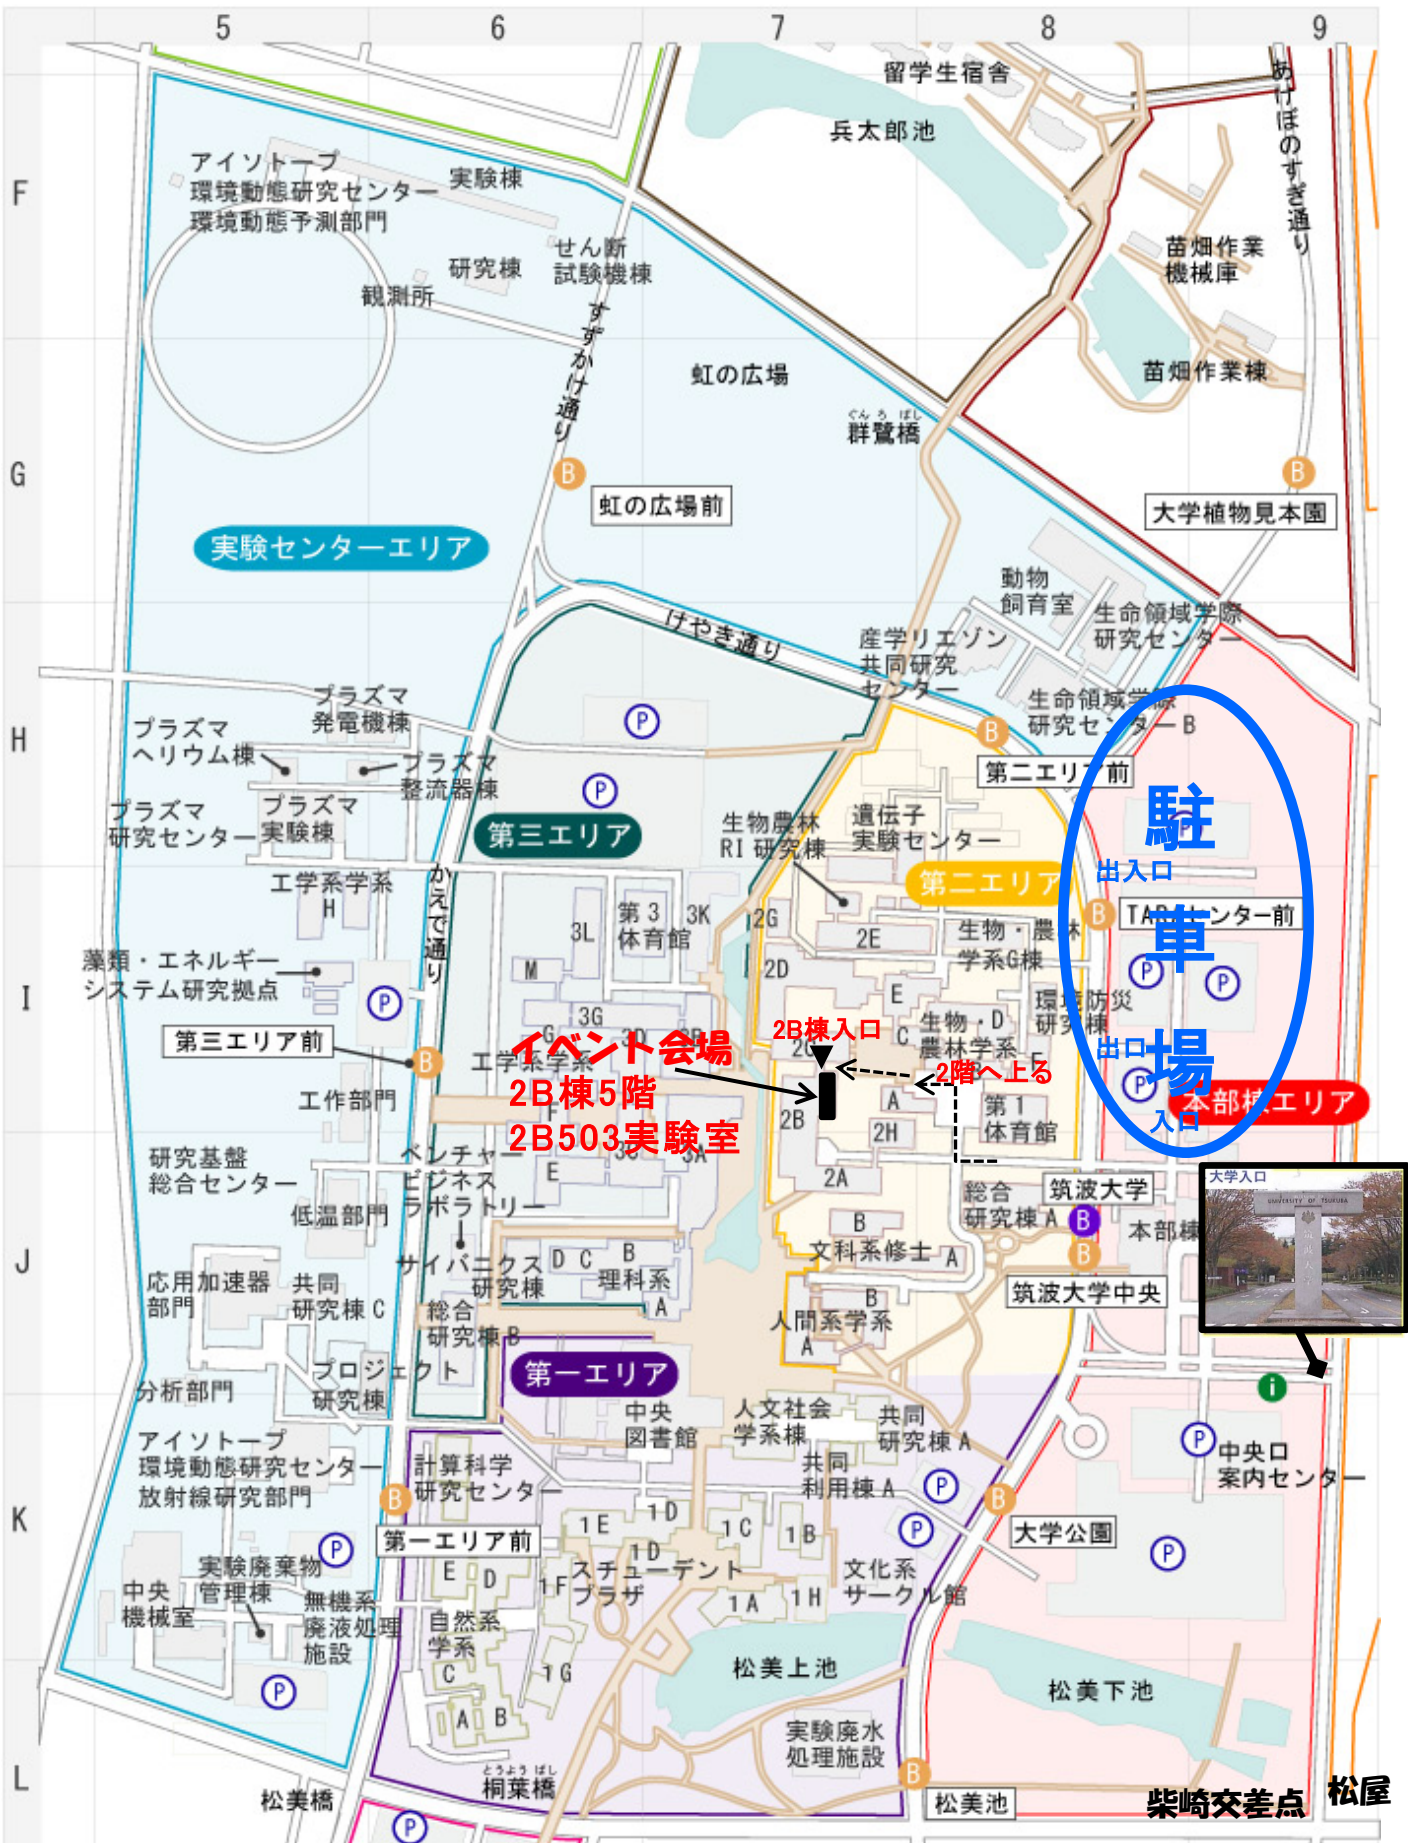 5
6
7
8
9
F
G
H
I
J
K
L
留学生宿舎
兵太郎池
あけぼのすぎ通り
アイソトープ
環境動態研究センター
環境動態予測部門
実験棟
せん断
試験機棟
研究棟
観測所
すずかけ通り
苗畑作業
機械庫
苗畑作業棟
虹の広場
ぐんろばし
群鷺橋
B
虹の広場前
B
大学植物見本園
実験センターエリア
動物
飼育室
生命領域学際
研究センター
けやき通り
産学リエゾン
共同研究
センター
生命領域学際
研究センター B
プラズマ
発電機棟
プラズマ
ヘリウム棟
プラズマ
整流器棟
プラズマ
研究センター
プラズマ
実験棟
P
P
B
第二エリア前
第三エリア
生物農林
RI 研究棟
遺伝子
実験センター
第二エリア
駐
車
場
P
出入口
B
TARAセンター前
工学系学系
H
かえで通り
3L
第3
体育館
3K
2G
2E
生物・農林
学系G棟
藻類・エネルギー
システム研究拠点
P
M
2D
E
P
P
環境防災
研究棟
3G
G
3D
3B
2C
C
生物・D
農林学系
B
F
第三エリア前
B
工学系学系
イベント会場
2B棟5階
2B503実験室
2B棟入口
2階へ上る
出口
P
入口
本部棟エリア
工作部門
F
2B
A
2H
第1
体育館
研究基盤
総合センター
ベンチャー
ビジネス
ラボラトリー
E
3C
3A
2A
低温部門
総合
研究棟 A
筑波大学
B
B
本部棟
大学入口
UNIVERSITY OF TSUKUBA
B
文科系修士
A
応用加速器
部門
共同
研究棟 C
サイバニクス
研究棟
D
C
B
理科系
A
筑波大学中央
総合
研究棟 B
B
人間系学系
A
プロジェクト
研究棟
分析部門
第一エリア
i
中央
図書館
人文社会
学系棟
共同
研究棟 A
P
中央口
案内センター
アイソトープ
環境動態研究センター
放射線研究部門
計算科学
研究センター
共同
利用棟 A
P
B
B
第一エリア前
1E
1D
1C
1B
P
大学公園
P
P
実験廃棄物
管理棟
中央
機械室
無機系
廃液処理
施設
E
D
1F
1D
スチューデント
プラザ
1A
1H
文化系
サークル館
自然系
学系
C
1G
A
B
P
松美上池
松美下池
実験廃水
処理施設
とうようばし
桐葉橋
松美橋
P
B
松美池
柴崎交差点
松屋